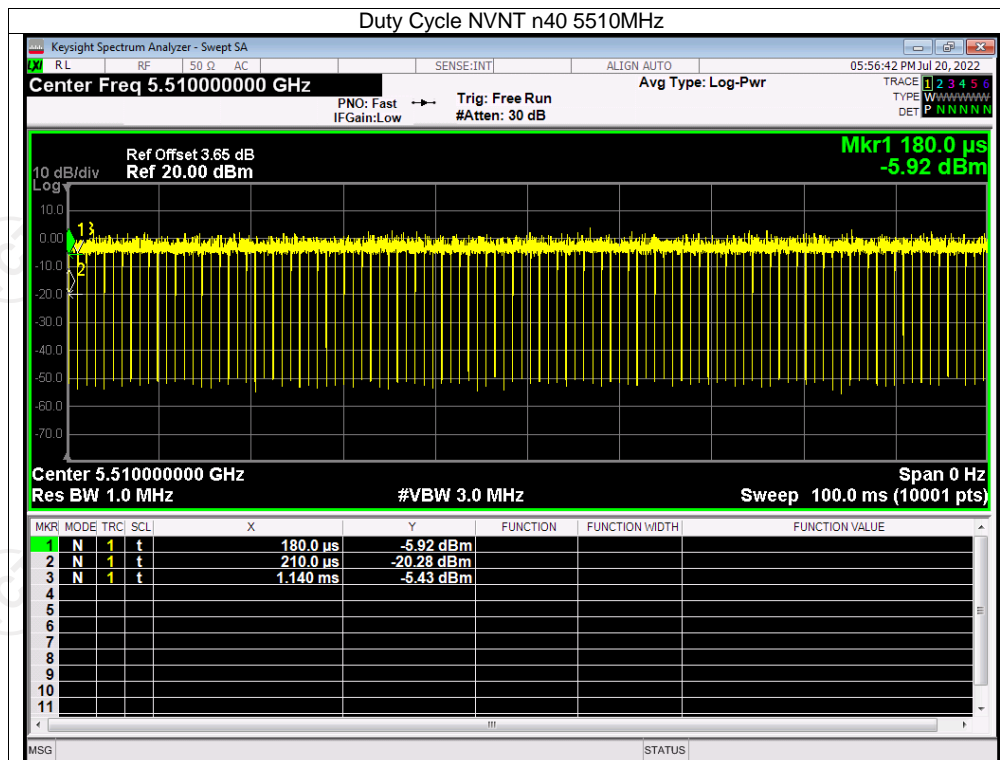 Duty Cycle NVNT n40 5510MHz
Keysight Spectrum Analyzer - Swept SA
LXI RL RF 50 Ω AC SENSE:INT ALIGN AUTO 05:56:42 PM Jul 20, 2022
Center Freq 5.510000000 GHz Avg Type: Log-Pwr TRACE 1 2 3 4 5 6
PNO: Fast Trig: Free Run TYPE WWWWWW
IFGain:Low #Atten: 30 dB DET P N N N N N
Mkr1 180.0 µs
Ref Offset 3.65 dB
10 dB/div Ref 20.00 dBm -5.92 dBm
Log
10.0
1 3
0.00
-10.0
2
-20.0
-30.0
-40.0
-50.0
-60.0
-70.0
Center 5.510000000 GHz Span 0 Hz
Res BW 1.0 MHz #VBW 3.0 MHz Sweep 100.0 ms (10001 pts)
MKR MODE TRC SCL X Y FUNCTION FUNCTION WIDTH FUNCTION VALUE
1 N 1 t 180.0 µs -5.92 dBm
2 N 1 t 210.0 µs -20.28 dBm
3 N 1 t 1.140 ms -5.43 dBm
4
5
6
7
8
9
10
11
MSG STATUS